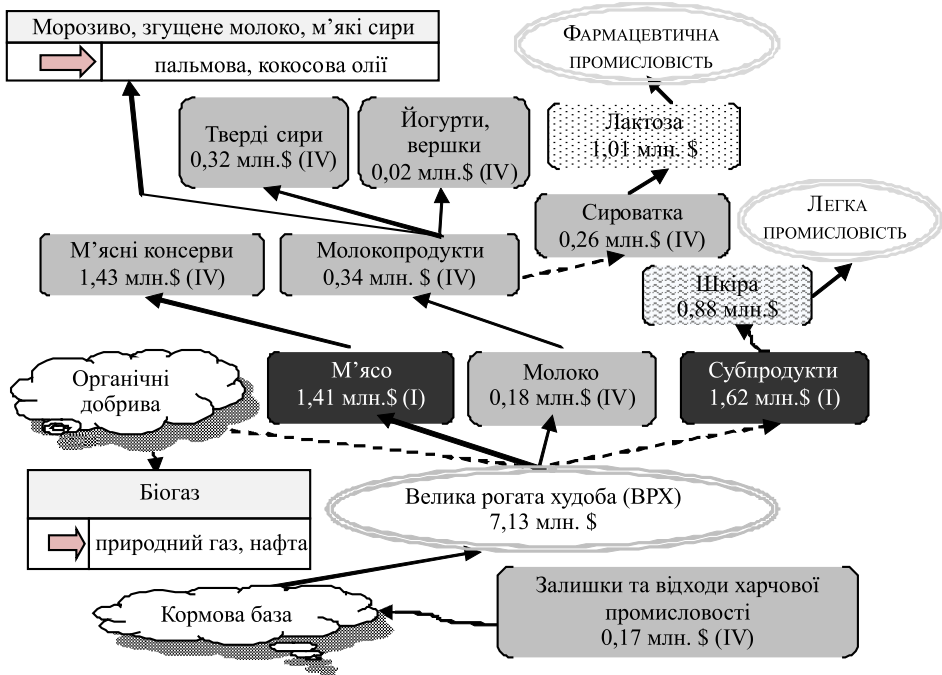 Морозиво, згущене молоко, м’які сири
пальмова, кокосова олії
Фармацевтична
промисловість
Тверді сири
0,32 млн.$ (IV)
Йогурти,
вершки
0,02 млн.$ (IV)
Лактоза
1,01 млн. $
М’ясні консерви
1,43 млн.$ (IV)
Молокопродукти
0,34 млн. $ (IV)
Сироватка
0,26 млн.$ (IV)
Легка
промисловість
Шкіра
0,88 млн.$
Органічні
добрива
М’ясо
1,41 млн.$ (I)
Молоко
0,18 млн.$ (IV)
Субпродукти
1,62 млн.$ (I)
Біогаз
природний газ, нафта
Велика рогата худоба (ВРХ)
7,13 млн. $
Кормова база
Залишки та відходи харчової
промисловості
0,17 млн. $ (IV)